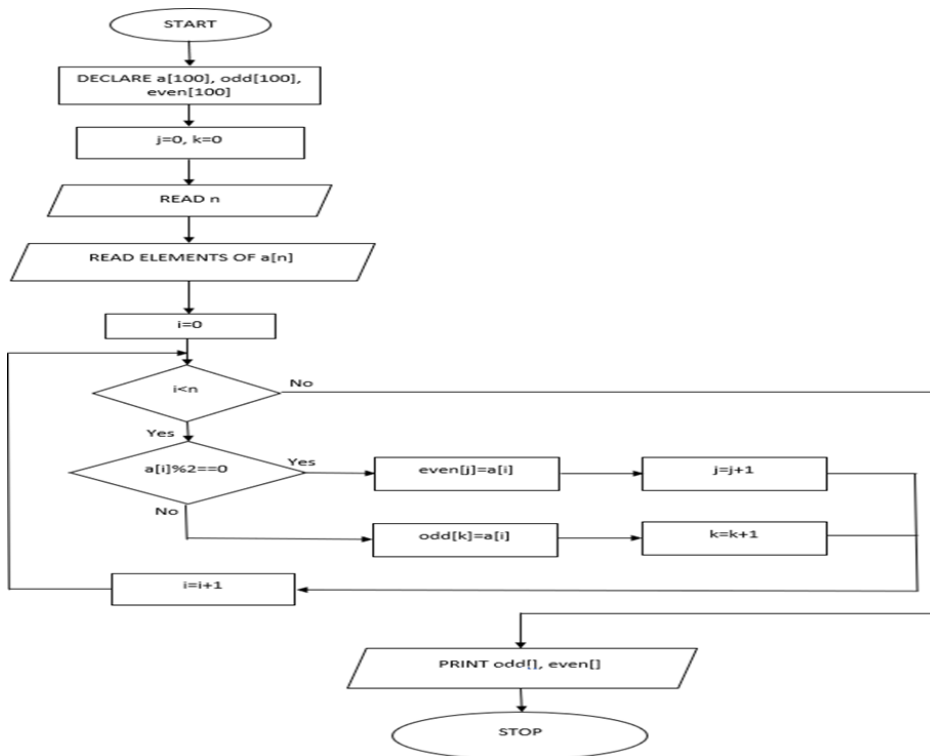 START
DECLARE a[100], odd[100],
even[100]
j=0, k=0
READ n
READ ELEMENTS OF a[n]
i=0
i<n
No
Yes
a[i]%2==0
Yes
even[j]=a[i]
j=j+1
No
odd[k]=a[i]
k=k+1
i=i+1
PRINT odd[], even[]
STOP